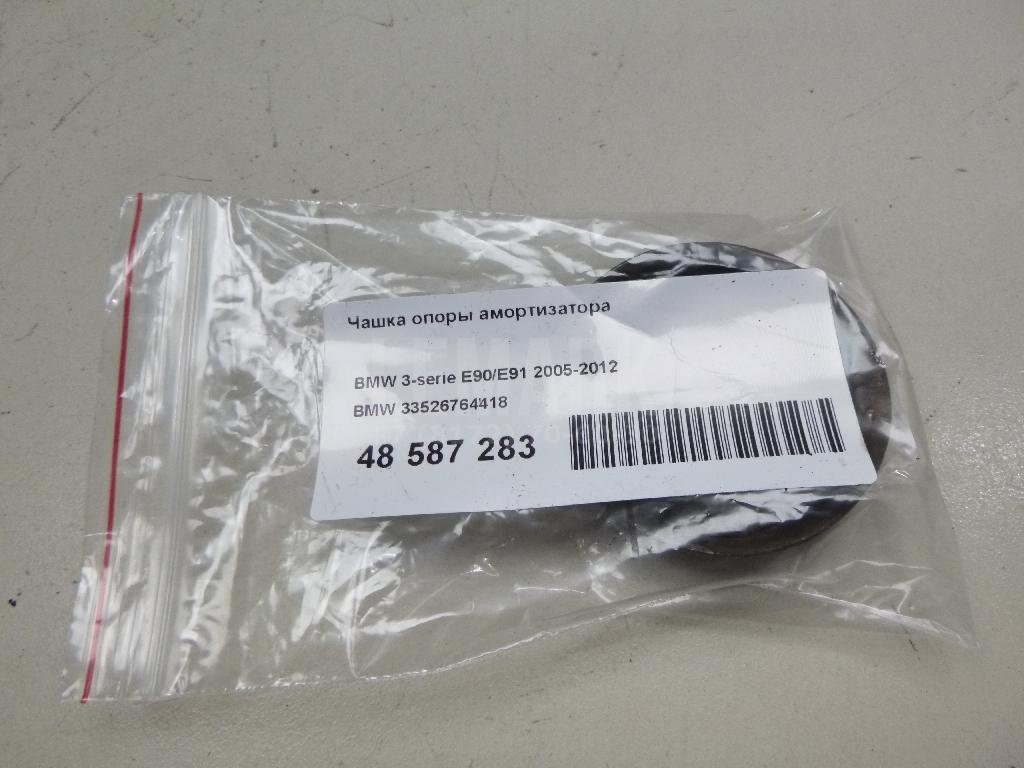 Чашка опоры амортизатора
BMW 3-serie E90/E91 2005-2012
BMW 33526764418
48 587 283